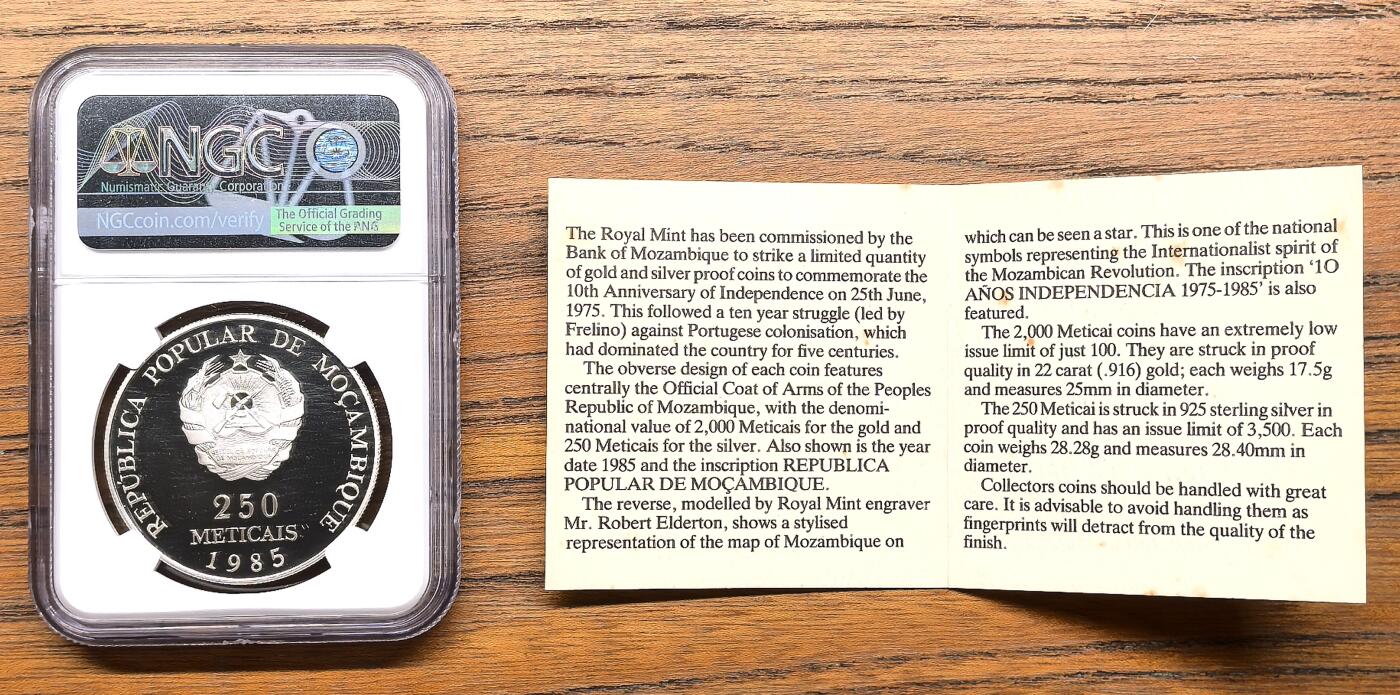 NGC
Numismatic Guaranty Corporation
NGCcoin.com/verify
The Official Grading
Service of the PNG
REPÚBLICA POPULAR DE MOÇAMBIQUE
250
METICAIS
1985
The Royal Mint has been commissioned by the
Bank of Mozambique to strike a limited quantity
of gold and silver proof coins to commemorate the
10th Anniversary of Independence on 25th June,
1975. This followed a ten year struggle (led by
Frelino) against Portugese colonisation, which
had dominated the country for five centuries.
The obverse design of each coin features
centrally the Official Coat of Arms of the Peoples
Republic of Mozambique, with the denomi-
national value of 2,000 Meticais for the gold and
250 Meticais for the silver. Also shown is the year
date 1985 and the inscription REPUBLICA
POPULAR DE MOÇAMBIQUE.
The reverse, modelled by Royal Mint engraver
Mr. Robert Elderton, shows a stylised
representation of the map of Mozambique on
which can be seen a star. This is one of the national
symbols representing the Internationalist spirit of
the Mozambican Revolution. The inscription ‘1O
AÑOS INDEPENDENCIA 1975-1985’ is also
featured.
The 2,000 Meticai coins have an extremely low
issue limit of just 100. They are struck in proof
quality in 22 carat (.916) gold; each weighs 17.5g
and measures 25mm in diameter.
The 250 Meticai is struck in 925 sterling silver in
proof quality and has an issue limit of 3,500. Each
coin weighs 28.28g and measures 28.40mm in
diameter.
Collectors coins should be handled with great
care. It is advisable to avoid handling them as
fingerprints will detract from the quality of the
finish.